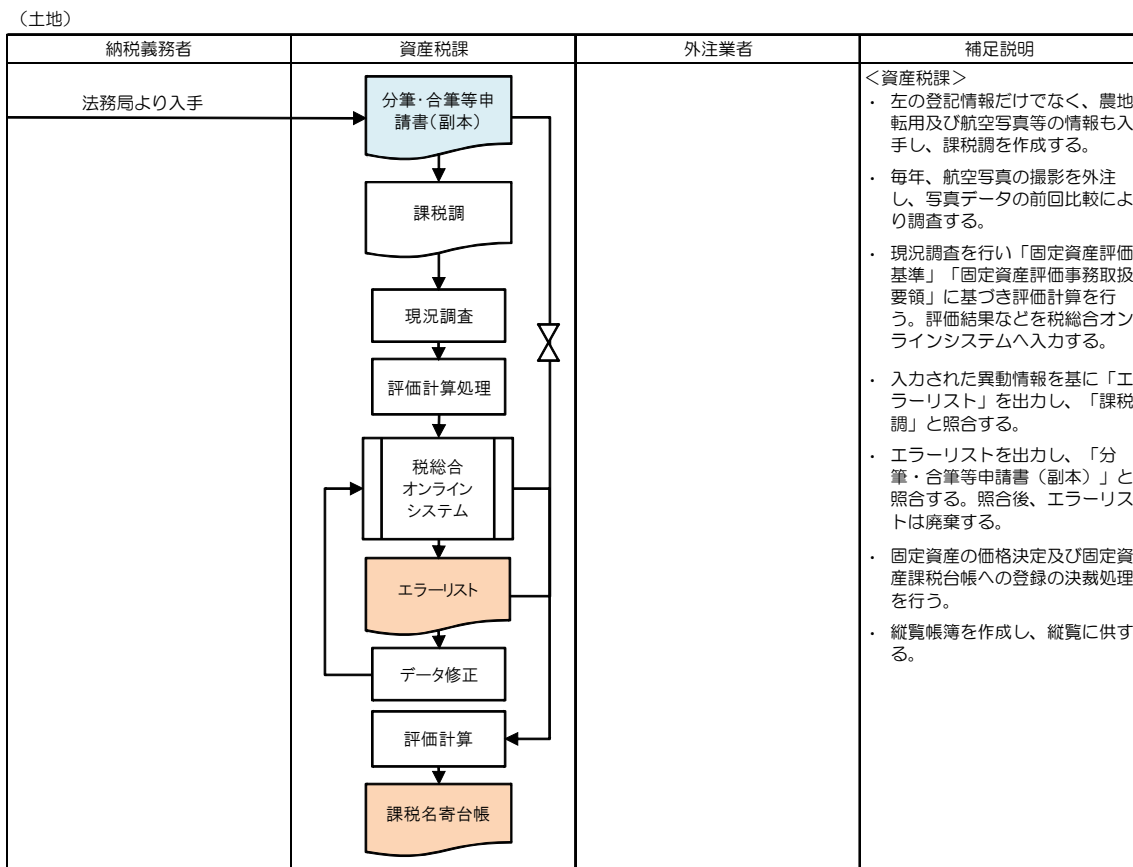 （土地）
納税義務者
資産税課
外注業者
補足説明
法務局より入手
分筆・合筆等申
請書（副本）
課税調
現況調査
評価計算処理
税総合
オンライン
システム
エラーリスト
データ修正
評価計算
課税名寄台帳
＜資産税課＞
・ 左の登記情報だけでなく、農地
転用及び航空写真等の情報も入
手し、課税調を作成する。
・ 毎年、航空写真の撮影を外注
し、写真データの前回比較によ
り調査する。
・ 現況調査を行い「固定資産評価
基準」「固定資産評価事務取扱
要領」に基づき評価計算を行
う。評価結果などを税総合オン
ラインシステムへ入力する。
・ 入力された異動情報を基に「エ
ラーリスト」を出力し、「課税
調」と照合する。
・ エラーリストを出力し、「分
筆・合筆等申請書（副本）」と
照合する。照合後、エラーリス
トは廃棄する。
・ 固定資産の価格決定及び固定資
産課税台帳への登録の決裁処理
を行う。
・ 縦覧帳簿を作成し、縦覧に供す
る。